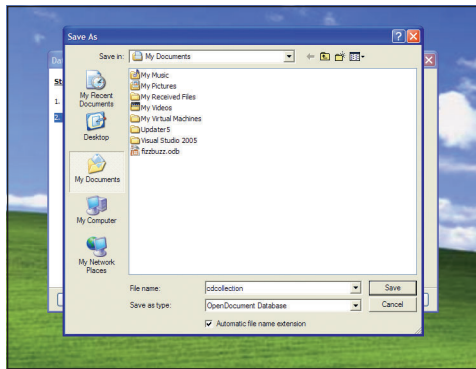 Save As
Save in:
My Documents
Da
St
1.
2.
My Recent
Documents
Desktop
My Documents
My Computer
My Network
Places
My Music
My Pictures
My Received Files
My Videos
My Virtual Machines
Updater5
Visual Studio 2005
fizzbuzz.odb
File name:
cdcollection
Save
Save as type:
OpenDocument Database
Cancel
Automatic file name extension